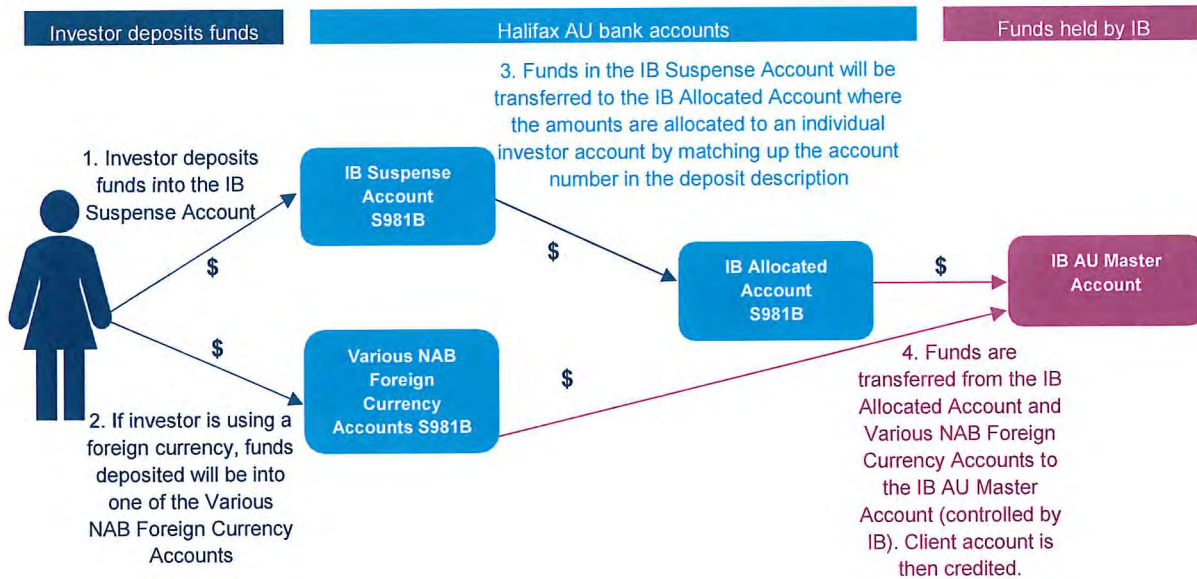 Investor deposits funds
Halifax AU bank accounts
Funds held by IB
3. Funds in the IB Suspense Account will be
transferred to the IB Allocated Account where
the amounts are allocated to an individual
investor account by matching up the account
number in the deposit description
1. Investor deposits
funds into the IB
Suspense Account
IB Suspense
Account
S981B
$
$
IB Allocated
Account
S981B
$
IB AU Master
Account
$
Various NAB
Foreign
Currency
Accounts S981B
$
2. If investor is using a
foreign currency, funds
deposited will be into
one of the Various
NAB Foreign Currency
Accounts
4. Funds are
transferred from the IB
Allocated Account and
Various NAB Foreign
Currency Accounts to
the IB AU Master
Account (controlled by
IB). Client account is
then credited.